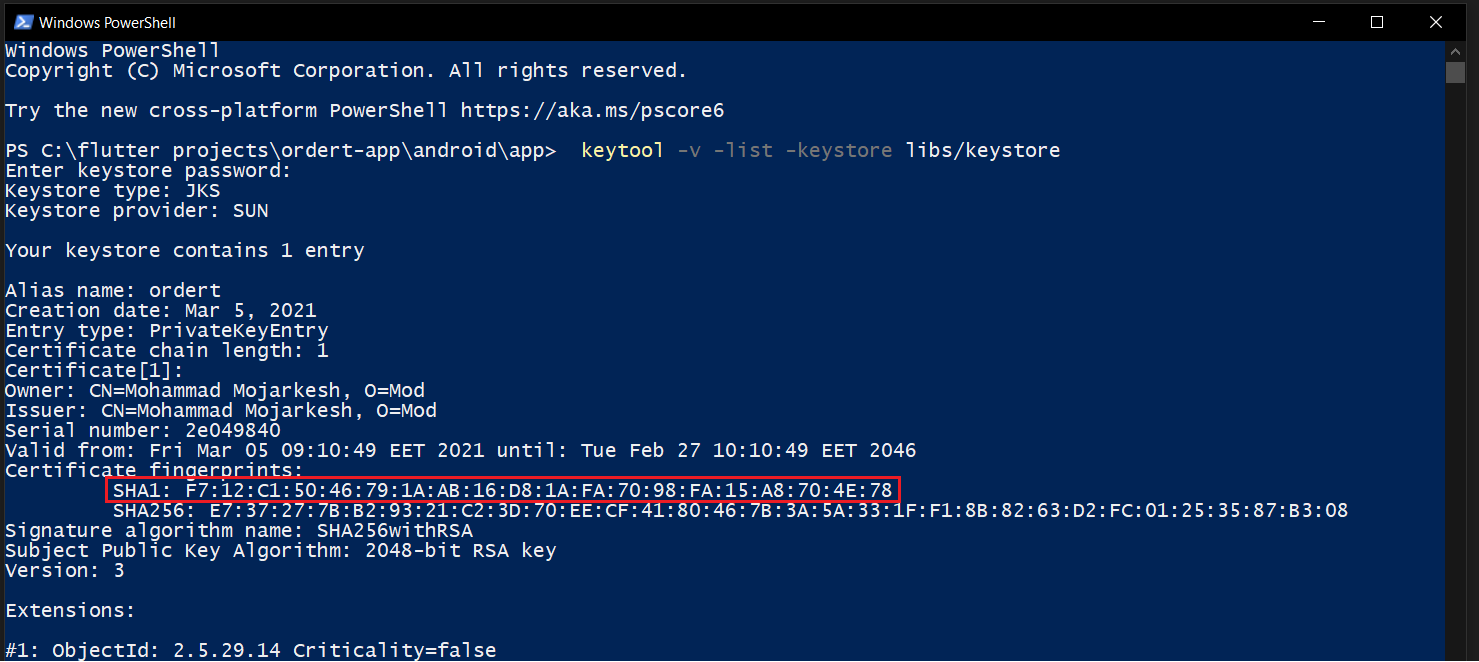 Windows PowerShell
Windows PowerShell
Copyright (C) Microsoft Corporation. All rights reserved.
Try the new cross-platform PowerShell https://aka.ms/pscore6
PS C:\flutter projects\ordert-app\android\app>  keytool -v -list -keystore libs/keystore
Enter keystore password:
Keystore type: JKS
Keystore provider: SUN
Your keystore contains 1 entry
Alias name: ordert
Creation date: Mar 5, 2021
Entry type: PrivateKeyEntry
Certificate chain length: 1
Certificate[1]:
Owner: CN=Mohammad Mojarkesh, O=Mod
Issuer: CN=Mohammad Mojarkesh, O=Mod
Serial number: 2e049840
Valid from: Fri Mar 05 09:10:49 EET 2021 until: Tue Feb 27 10:10:49 EET 2046
Certificate fingerprints:
SHA1: F7:12:C1:50:46:79:1A:AB:16:D8:1A:FA:70:98:FA:15:A8:70:4E:78
SHA256: E7:37:27:7B:B2:93:21:C2:3D:70:EE:CF:41:80:46:7B:3A:5A:33:1F:F1:8B:82:63:D2:FC:01:25:35:87:B3:08
Signature algorithm name: SHA256withRSA
Subject Public Key Algorithm: 2048-bit RSA key
Version: 3
Extensions:
#1: ObjectId: 2.5.29.14 Criticality=false